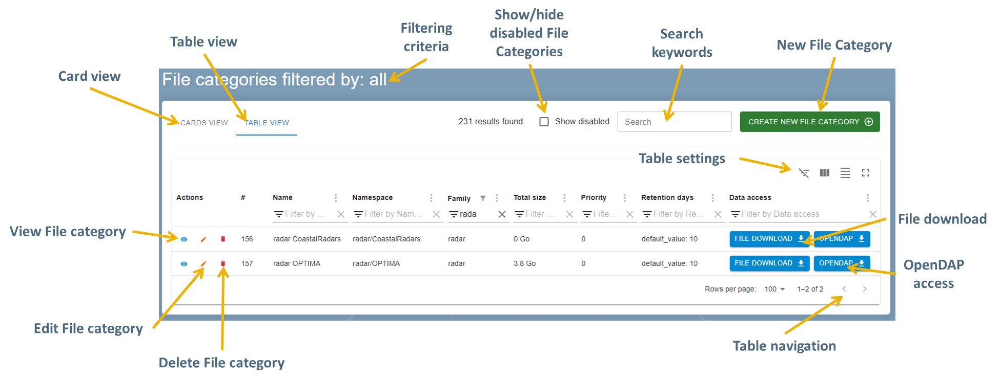 Show/hide
disabled File
Categories
Filtering
criteria
Search
keywords
Table view
New File Category
Card view
File categories filtered by: all
CARDS VIEW
TABLE VIEW
231 results found.
Show disabled
Search
CREATE NEW FILE CATEGORY
Table settings
Actions # Name Namespace Family Total size Priority Retention days Data access
Filter by ... Filter by Nam... rada Filter ... Filte... Filter by Re... Filter by Data access
File download
View File category
156 radar CoastalRadars radar/CoastalRadars radar 0 Go 0 default_value: 10 FILE DOWNLOAD OPENDAP
157 radar OPTIMA radar/OPTIMA radar 3.8 Go 0 default_value: 10 FILE DOWNLOAD OPENDAP
OpenDAP
access
Rows per page: 100 1–2 of 2
Edit File category
Table navigation
Delete File category